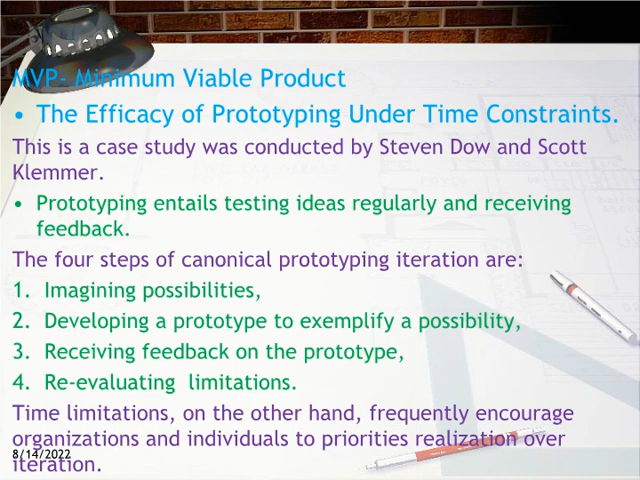 MVP- Minimum Viable Product
• The Efficacy of Prototyping Under Time Constraints.
This is a case study was conducted by Steven Dow and Scott
Klemmer.
• Prototyping entails testing ideas regularly and receiving
feedback.
The four steps of canonical prototyping iteration are:
1. Imagining possibilities,
2. Developing a prototype to exemplify a possibility,
3. Receiving feedback on the prototype,
4. Re-evaluating  limitations.
Time limitations, on the other hand, frequently encourage
organizations and individuals to priorities realization over
8/14/2022
iteration.